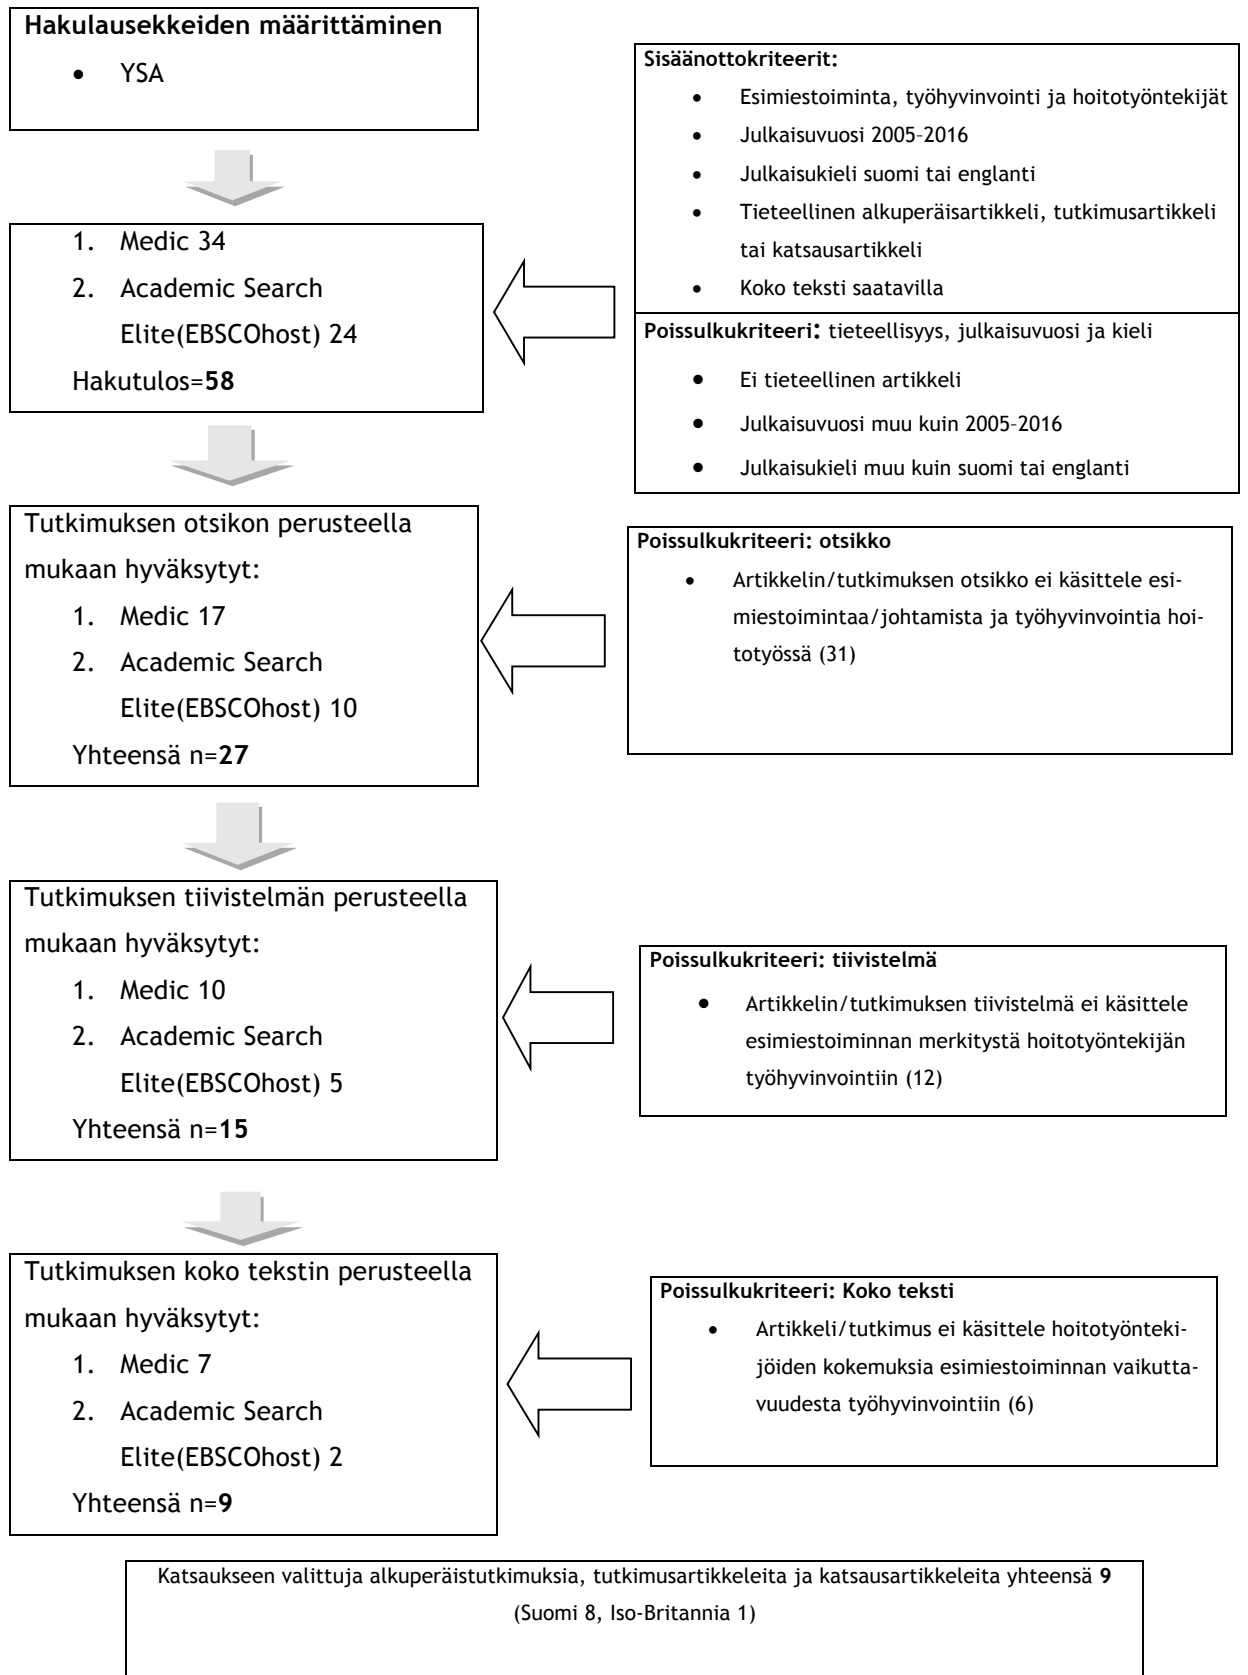 Hakulausekkeiden määrittäminen
• YSA
Sisäänottokriteerit:
• Esimiestoiminta, työhyvinvointi ja hoitotyöntekijät
• Julkaisuvuosi 2005–2016
• Julkaisukieli suomi tai englanti
• Tieteellinen alkuperäisartikkeli, tutkimusartikkeli
tai katsausartikkeli
• Koko teksti saatavilla
Poissulkukriteeri: tieteellisyys, julkaisuvuosi ja kieli
• Ei tieteellinen artikkeli
• Julkaisuvuosi muu kuin 2005–2016
• Julkaisukieli muu kuin suomi tai englanti
1. Medic 34
2. Academic Search
Elite(EBSCOhost) 24
Hakutulos=58
Tutkimuksen otsikon perusteella
mukaan hyväksytyt:
1. Medic 17
2. Academic Search
Elite(EBSCOhost) 10
Yhteensä n=27
Poissulkukriteeri: otsikko
• Artikkelin/tutkimuksen otsikko ei käsittele esi-
miestoimintaa/johtamista ja työhyvinvointia hoi-
totyössä (31)
Tutkimuksen tiivistelmän perusteella
mukaan hyväksytyt:
1. Medic 10
2. Academic Search
Elite(EBSCOhost) 5
Yhteensä n=15
Poissulkukriteeri: tiivistelmä
• Artikkelin/tutkimuksen tiivistelmä ei käsittele
esimiestoiminnan merkitystä hoitotyöntekijän
työhyvinvointiin (12)
Tutkimuksen koko tekstin perusteella
mukaan hyväksytyt:
1. Medic 7
2. Academic Search
Elite(EBSCOhost) 2
Yhteensä n=9
Poissulkukriteeri: Koko teksti
• Artikkeli/tutkimus ei käsittele hoitotyönteki-
jöiden kokemuksia esimiestoiminnan vaikutta-
vuudesta työhyvinvointiin (6)
Katsaukseen valittuja alkuperäistutkimuksia, tutkimusartikkeleita ja katsausartikkeleita yhteensä 9
(Suomi 8, Iso-Britannia 1)